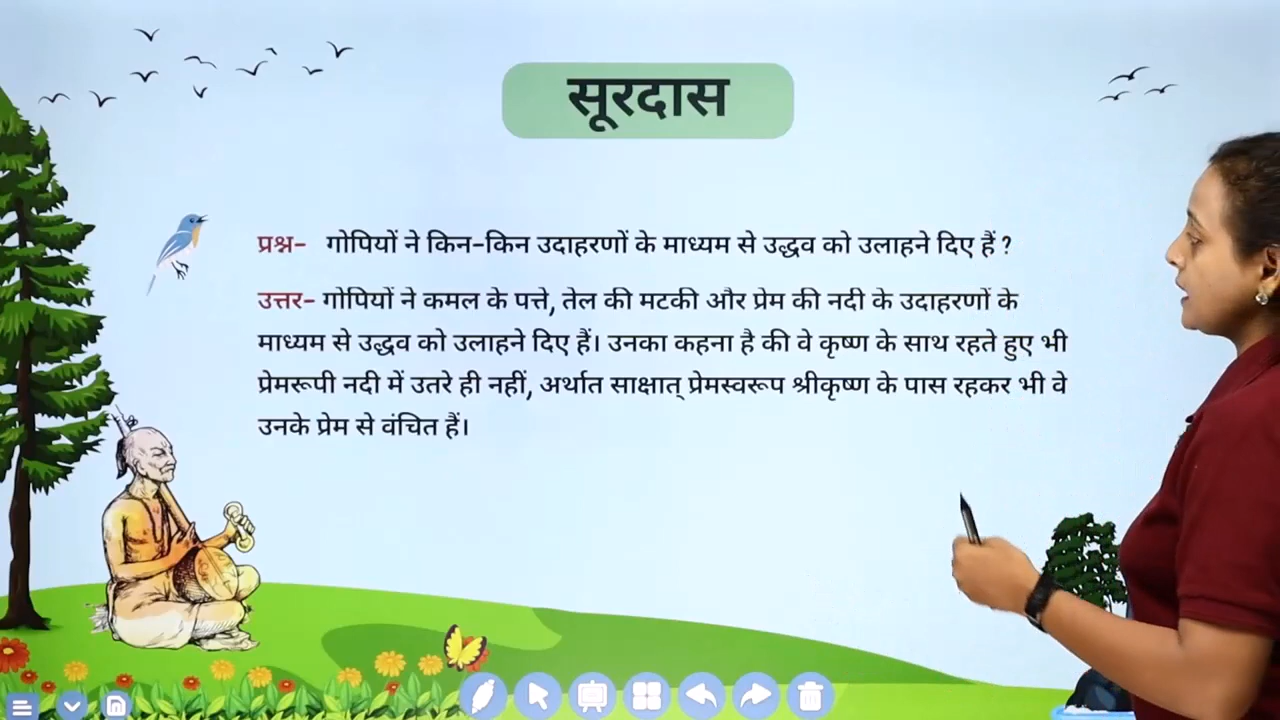 सूरदास
प्रश्न- गोपियों ने किन-किन उदाहरणों के माध्यम से उद्धव को उलाहने दिए हैं ?
उत्तर- गोपियों ने कमल के पत्ते, तेल की मटकी और प्रेम की नदी के उदाहरणों के
माध्यम से उद्धव को उलाहने दिए हैं। उनका कहना है की वे कृष्ण के साथ रहते हुए भी
प्रेमरूपी नदी में उतरे ही नहीं, अर्थात साक्षात् प्रेमस्वरूप श्रीकृष्ण के पास रहकर भी वे
उनके प्रेम से वंचित हैं।